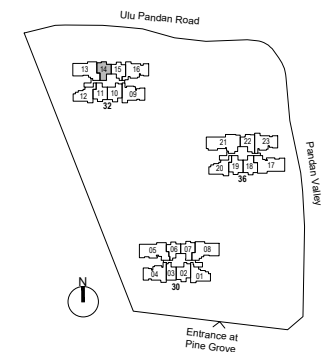 Ulu Pandan Road
13 14 15 16
12 11 10 09
32
21 22 23
20 19 18 17
36
Pandan Valley
05 06 07 08
04 03 02 01
30
N
Entrance at
Pine Grove